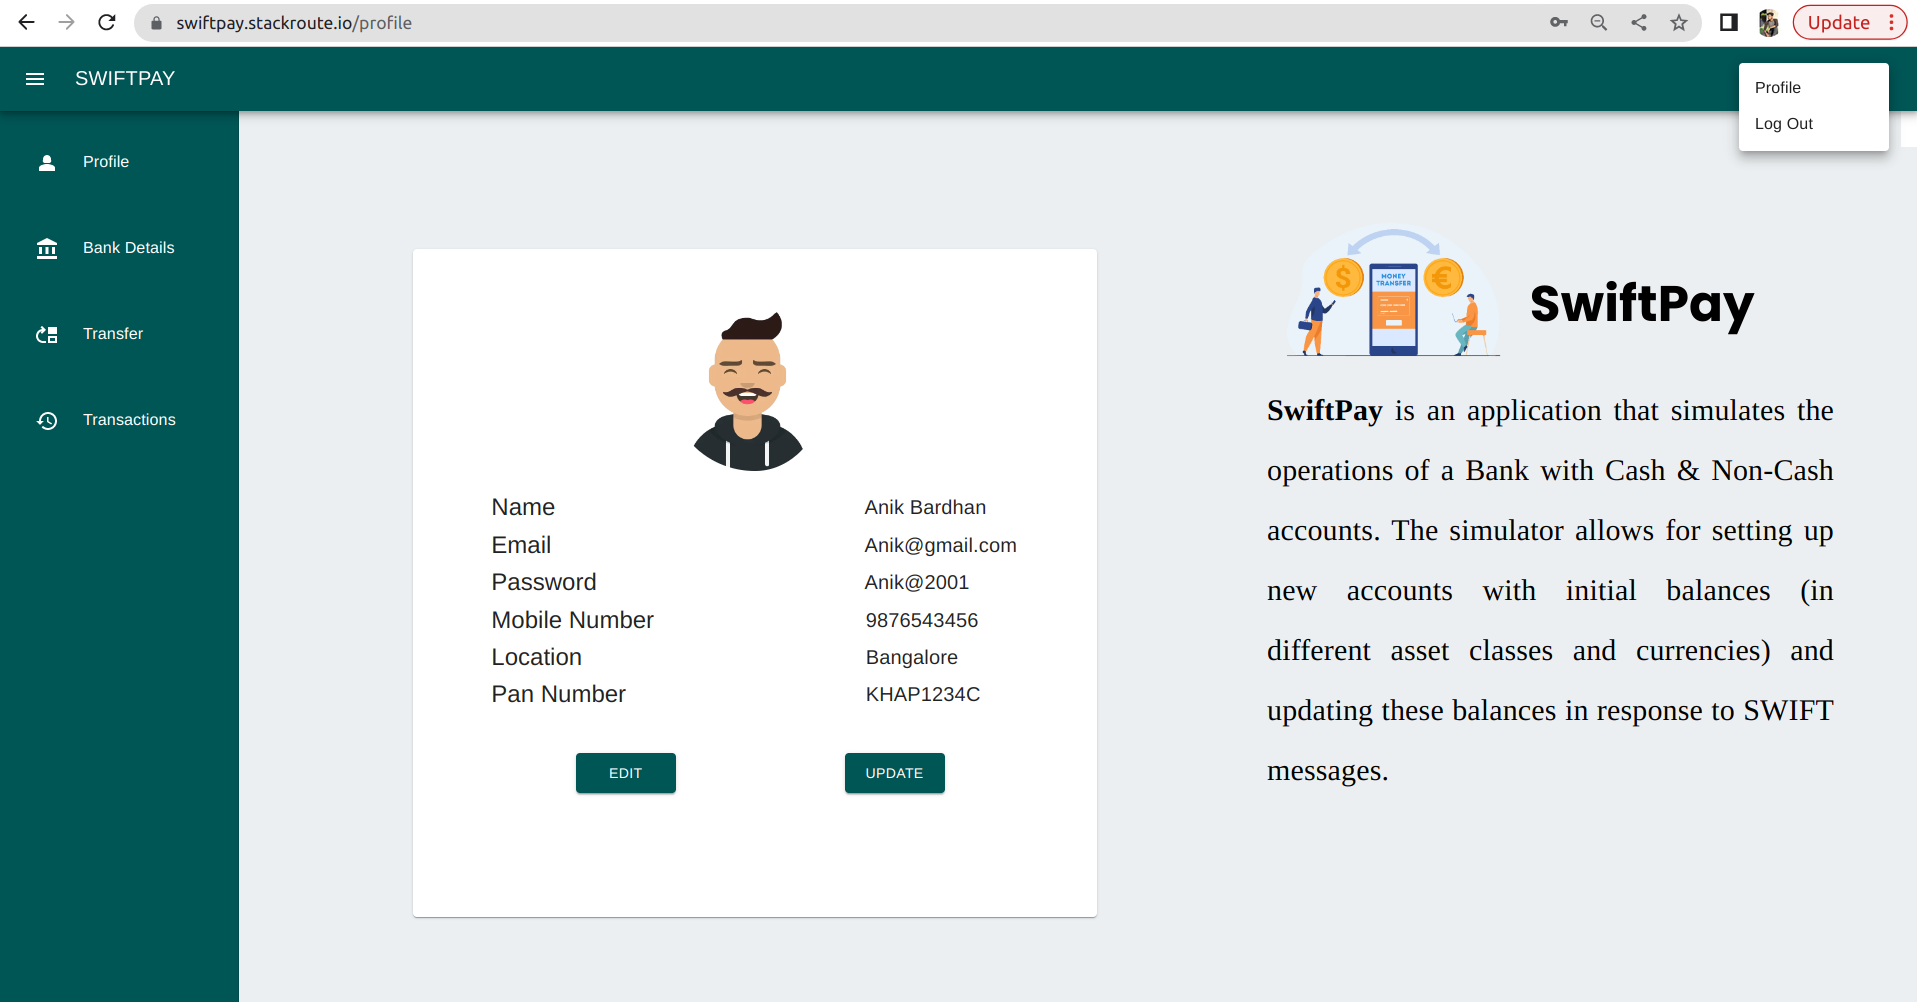 swiftpay.stackroute.io/profile
Update
SWIFTPAY
Profile
Log Out
Profile
Bank Details
Transfer
Transactions
Name Anik Bardhan
Email Anik@gmail.com
Password Anik@2001
Mobile Number 9876543456
Location Bangalore
Pan Number KHAP1234C
EDIT UPDATE
MONEY
TRANSFER
SwiftPay
SwiftPay is an application that simulates the
operations of a Bank with Cash & Non-Cash
accounts. The simulator allows for setting up
new accounts with initial balances (in
different asset classes and currencies) and
updating these balances in response to SWIFT
messages.